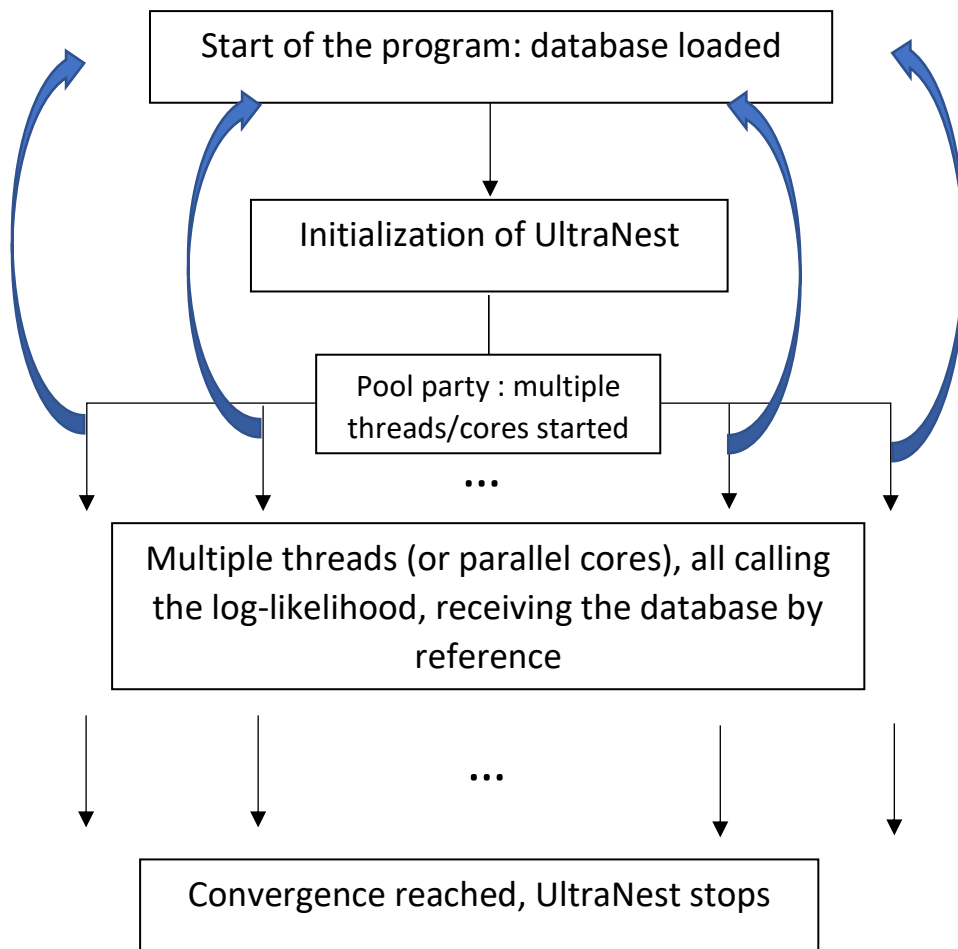 Start of the program: database loaded
Initialization of UltraNest
Pool party : multiple
threads/cores started
...
Multiple threads (or parallel cores), all calling
the log-likelihood, receiving the database by
reference
...
Convergence reached, UltraNest stops